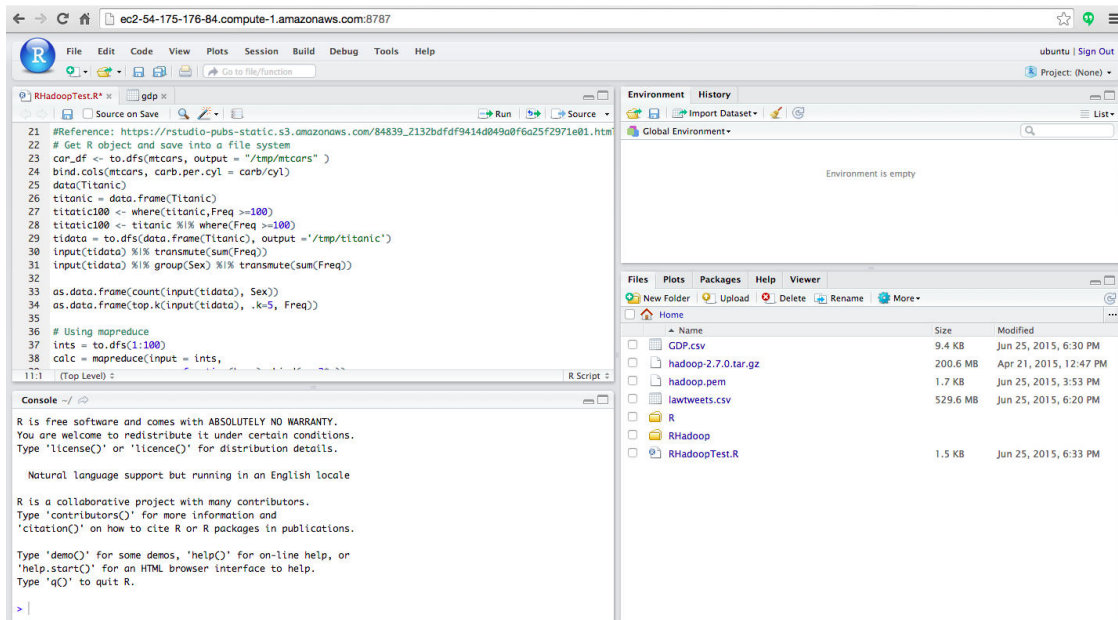 ec2-54-175-176-84.compute-1.amazonaws.com:8787
R
File Edit Code View Plots Session Build Debug Tools Help
ubuntu | Sign Out
Go to file/function
Project: (None)
RHadoopTest.R* × gdp ×
Source on Save Run Source
21 #Reference: https://rstudio-pubs-static.s3.amazonaws.com/84839_2132bdfdf9414d049a0f6a25f2971e01.htm
22 # Get R object and save into a file system
23 car_df <- to.dfs(mtcars, output = "/tmp/mtcars" )
24 bind.cols(mtcars, carb.per.cyl = carb/cyl)
25 data(Titanic)
26 titanic = data.frame(Titanic)
27 titatic100 <- where(titanic,Freq >=100)
28 titatic100 <- titanic %|% where(Freq >=100)
29 tidata = to.dfs(data.frame(Titanic), output ='/tmp/titanic')
30 input(tidata) %|% transmute(sum(Freq))
31 input(tidata) %|% group(Sex) %|% transmute(sum(Freq))
32
33 as.data.frame(count(input(tidata), Sex))
34 as.data.frame(top.k(input(tidata), .k=5, Freq))
35
36 # Using mapreduce
37 ints = to.dfs(1:100)
38 calc = mapreduce(input = ints,
11:1 (Top Level) R Script
Console ~/
R is free software and comes with ABSOLUTELY NO WARRANTY.
You are welcome to redistribute it under certain conditions.
Type 'license()' or 'licence()' for distribution details.
Natural language support but running in an English locale
R is a collaborative project with many contributors.
Type 'contributors()' for more information and
'citation()' on how to cite R or R packages in publications.
Type 'demo()' for some demos, 'help()' for on-line help, or
'help.start()' for an HTML browser interface to help.
Type 'q()' to quit R.
>
Environment History
Import Dataset List
Global Environment
Environment is empty
Files Plots Packages Help Viewer
New Folder Upload Delete Rename More
Home
Name Size Modified
GDP.csv 9.4 KB Jun 25, 2015, 6:30 PM
hadoop-2.7.0.tar.gz 200.6 MB Apr 21, 2015, 12:47 PM
hadoop.pem 1.7 KB Jun 25, 2015, 3:53 PM
lawtweets.csv 529.6 MB Jun 25, 2015, 6:20 PM
R
RHadoop
RHadoopTest.R 1.5 KB Jun 25, 2015, 6:33 PM